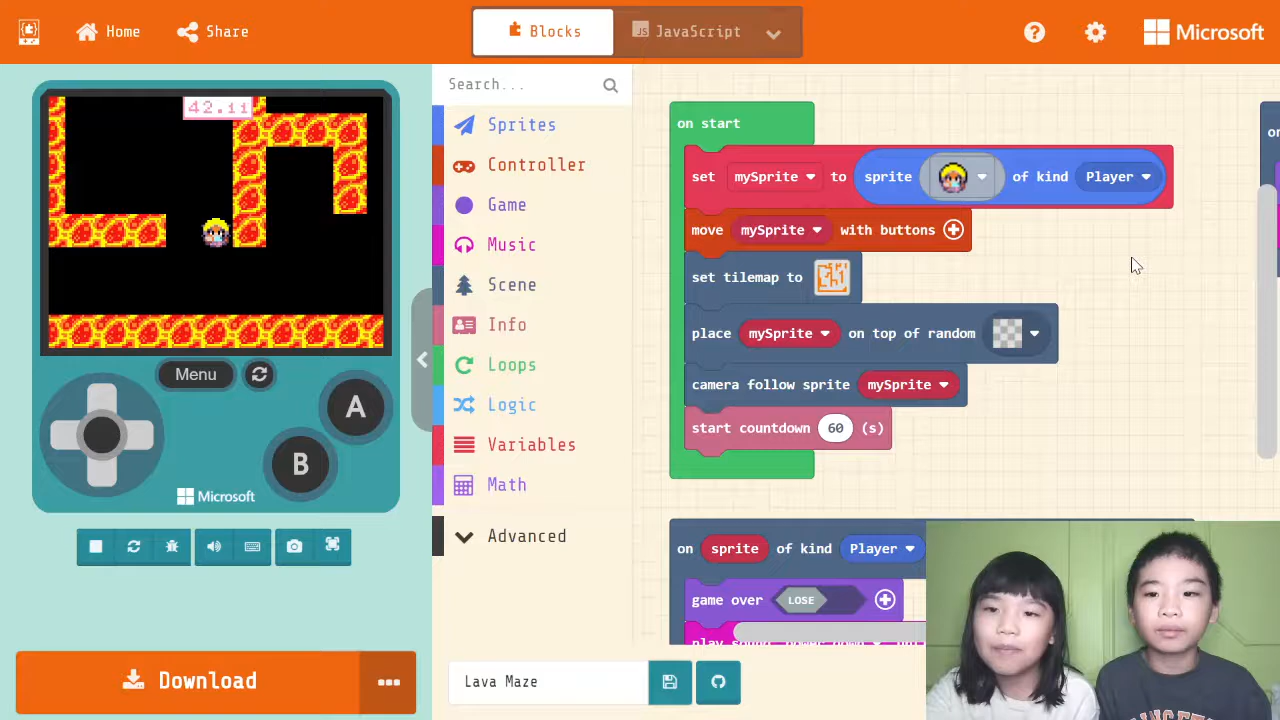 Home
Share
Blocks
JavaScript
Microsoft
42.11
Menu
A
B
Microsoft
Download
Search...
Sprites
Controller
Game
Music
Scene
Info
Loops
Logic
Variables
Math
Advanced
on start
set mySprite to sprite of kind Player
move mySprite with buttons
set tilemap to
place mySprite on top of random
camera follow sprite mySprite
start countdown 60 (s)
on sprite of kind Player
game over LOSE
Lava Maze